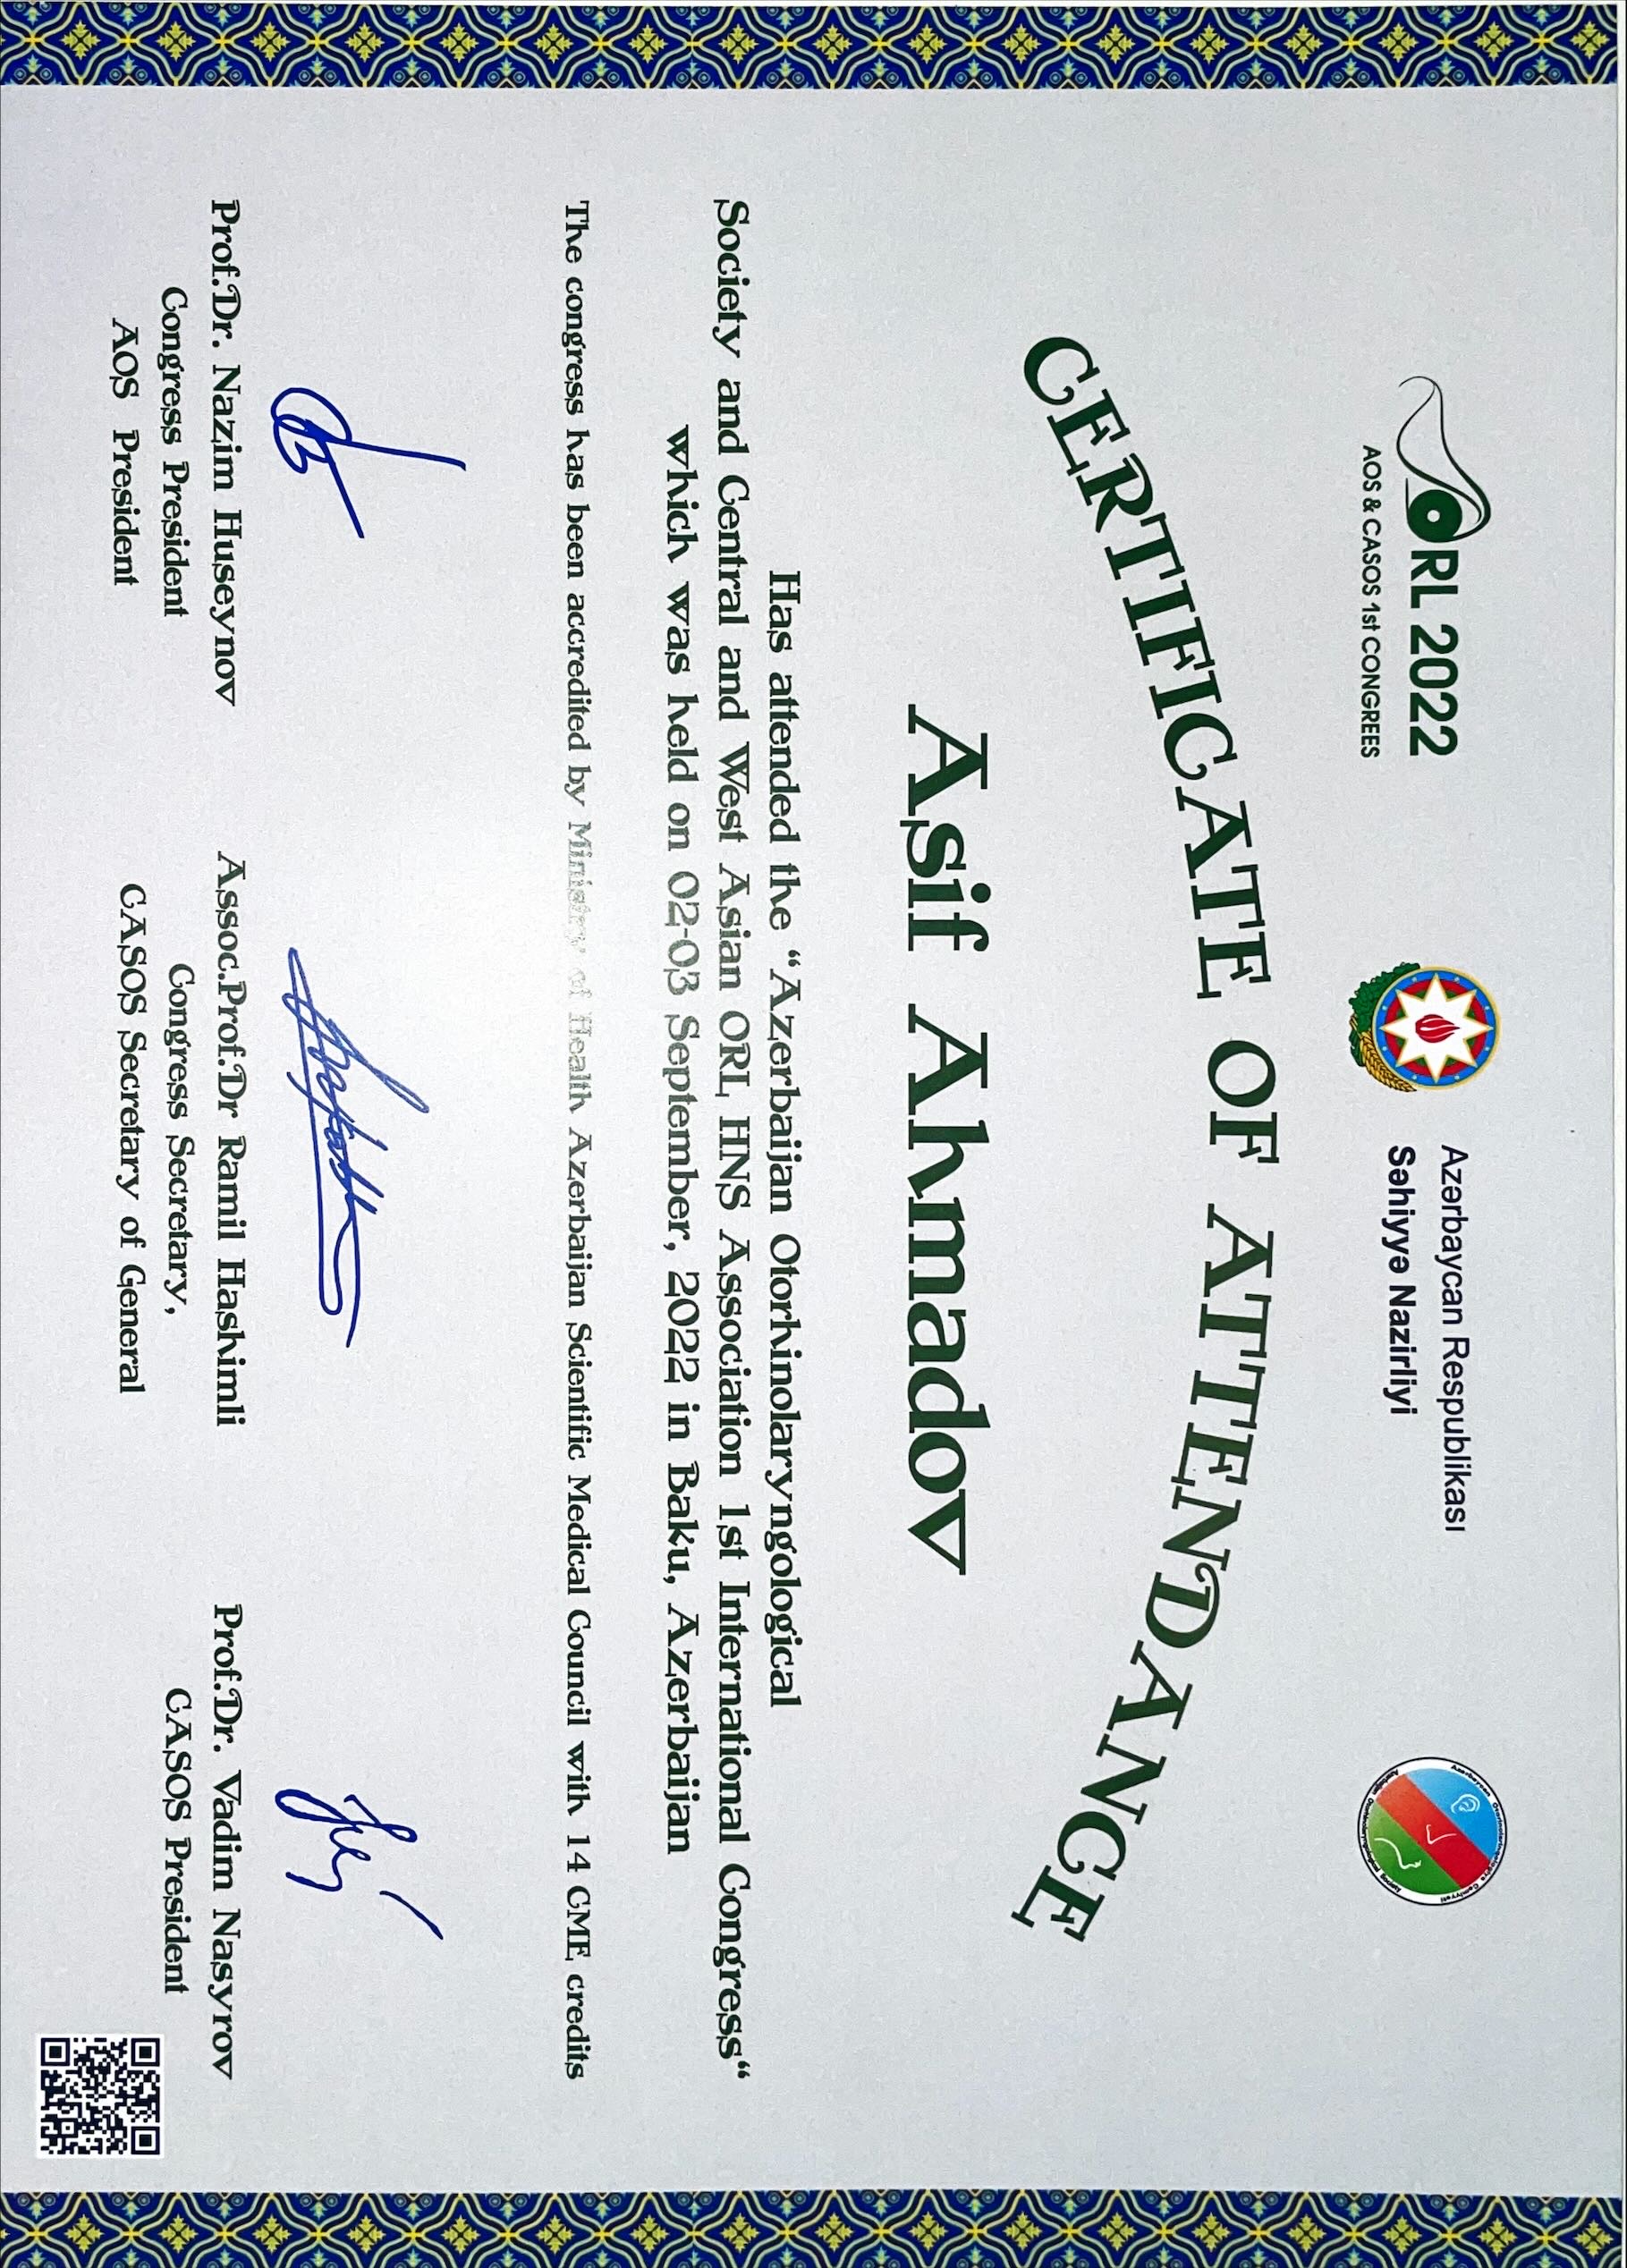 ORL 2022
AOS & CASOS 1st CONGREES
Azərbaycan Respublikası
Səhiyyə Nazirliyi
CERTIFICATE OF ATTENDANCE
Asif Ahmadov
Has attended the “Azerbaijan Otorhinolaryngological
Society and Central and West Asian ORL HNS Association 1st International Congress“
which was held on 02-03 September, 2022 in Baku, Azerbaijan
The congress has been accredited by Ministry of Health Azerbaijan Scientific Medical Council with 14 CME credits
Prof.Dr. Nazim Huseynov
Congress President
AOS President
Assoc.Prof.Dr Ramil Hashimli
Congress Secretary,
CASOS Secretary of General
Prof.Dr. Vadim Nasyrov
CASOS President